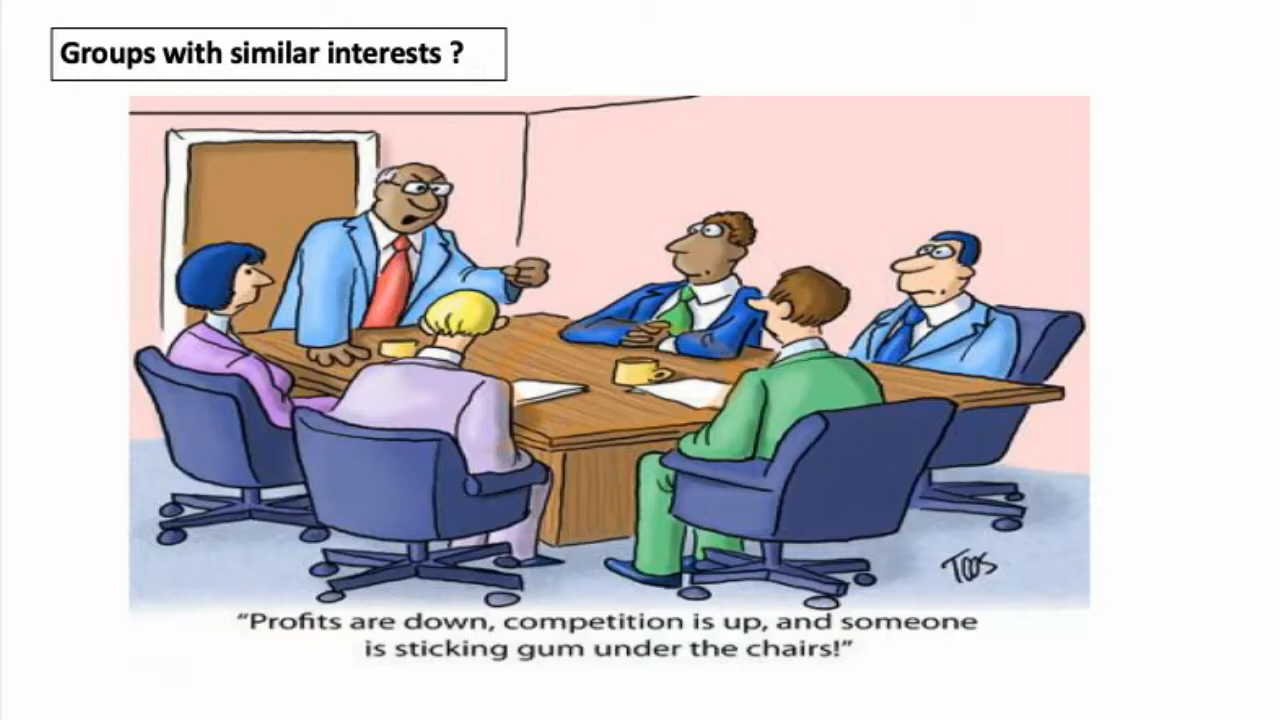 Groups with similar interests ?
TOOS
“Profits are down, competition is up, and someone
is sticking gum under the chairs!”